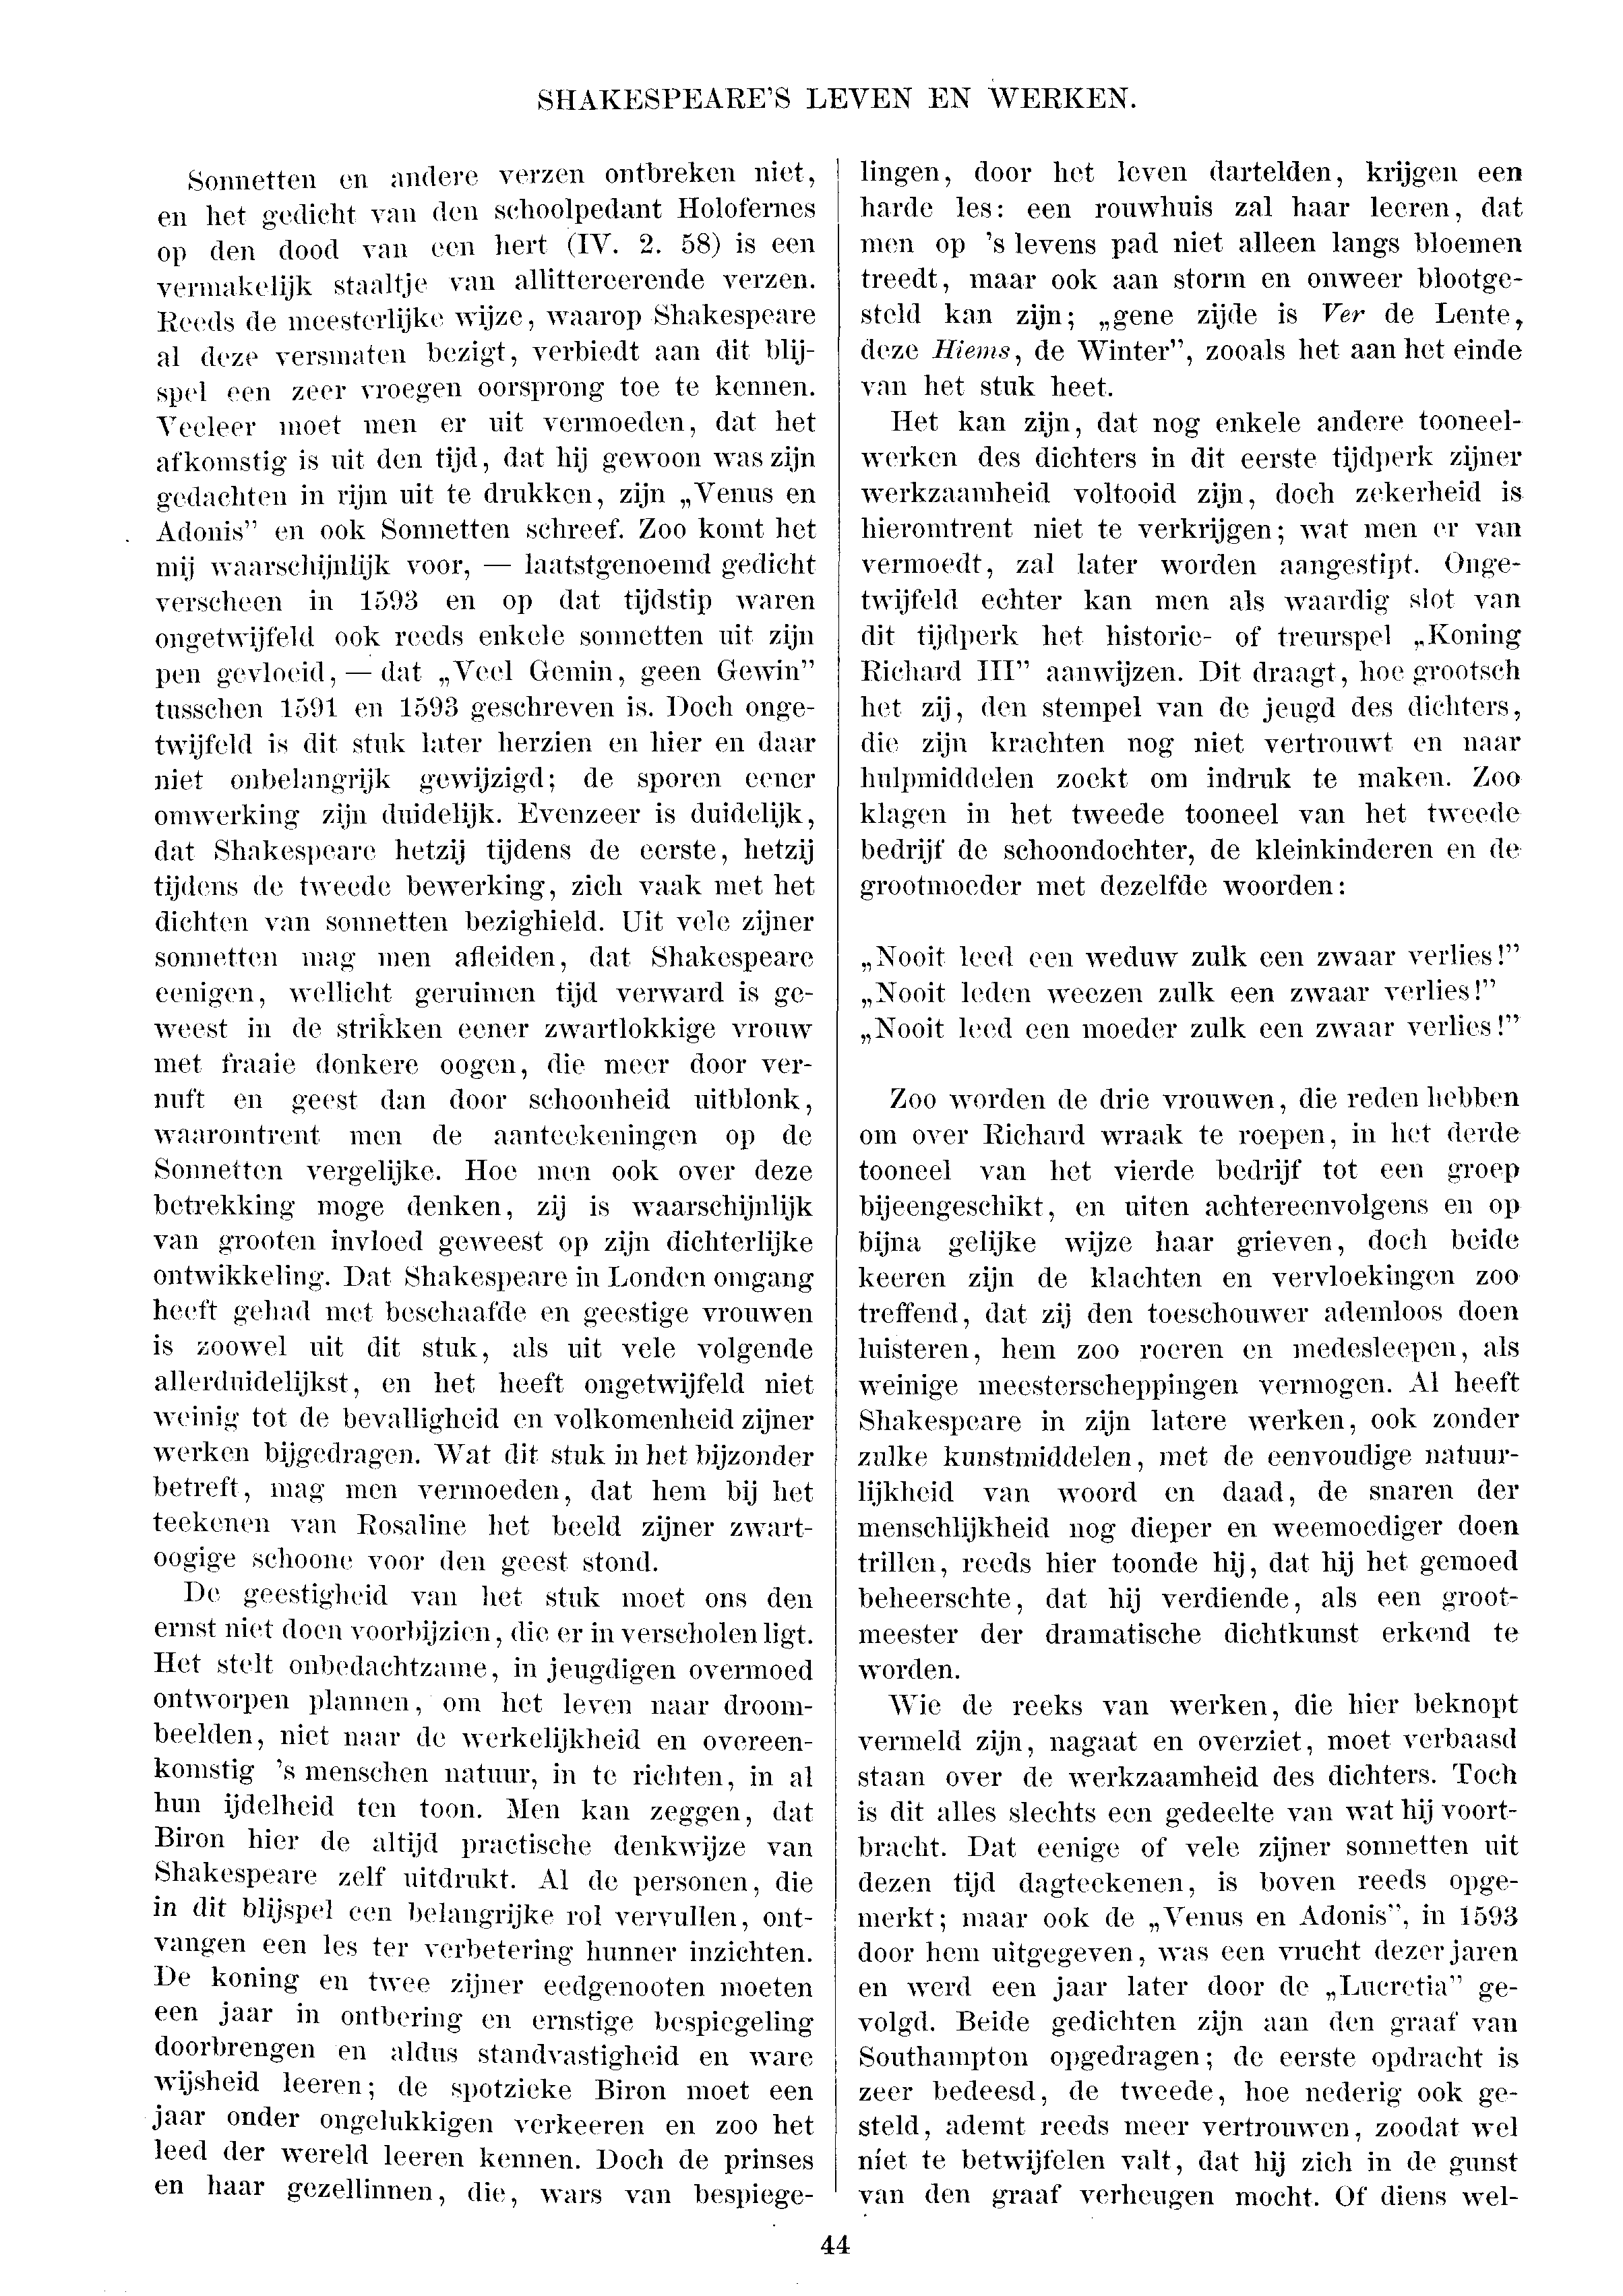 SHAKESPEARE'S LEVEN EN WERKEN.
Sonnetten en andere verzen ontbreken niet,
en het gedicht van den schoolpedant Holofernes
op den dood van een hert (IV. 2. 58) is een
vermakelijk staaltje van allittereerende verzen.
Reeds de meesterlijke wijze, waarop Shakespeare
al deze versmaten bezigt, verbiedt aan dit blij-
spel een zeer vroegen oorsprong toe te kennen.
Veeleer moet men er uit vermoeden, dat het
afkomstig is uit den tijd, dat hij gewoon was zijn
gedachten in rijm uit te drukken, zijn „Venus en
Adonis” en ook Sonnetten schreef. Zoo komt het
mij waarschijnlijk voor, — laatstgenoemd gedicht
verscheen in 1593 en op dat tijdstip waren
ongetwijfeld ook reeds enkele sonnetten uit zijn
pen gevloeid, — dat „Veel Gemin, geen Gewin”
tusschen 1591 en 1593 geschreven is. Doch onge-
twijfeld is dit stuk later herzien en hier en daar
niet onbelangrijk gewijzigd; de sporen eener
omwerking zijn duidelijk. Evenzeer is duidelijk,
dat Shakespeare hetzij tijdens de eerste, hetzij
tijdens de tweede bewerking, zich vaak met het
dichten van sonnetten bezighield. Uit vele zijner
sonnetten mag men afleiden, dat Shakespeare
eenigen, wellicht geruimen tijd verward is ge-
weest in de strikken eener zwartlokkige vrouw
met fraaie donkere oogen, die meer door ver-
nuft en geest dan door schoonheid uitblonk,
waaromtrent men de aanteekeningen op de
Sonnetten vergelijke. Hoe men ook over deze
betrekking moge denken, zij is waarschijnlijk
van grooten invloed geweest op zijn dichterlijke
ontwikkeling. Dat Shakespeare in Londen omgang
heeft gehad met beschaafde en geestige vrouwen
is zoowel uit dit stuk, als uit vele volgende
allerduidelijkst, en het heeft ongetwijfeld niet
weinig tot de bevalligheid en volkomenheid zijner
werken bijgedragen. Wat dit stuk in het bijzonder
betreft, mag men vermoeden, dat hem bij het
teekenen van Rosaline het beeld zijner zwart-
oogige schoone voor den geest stond.
De geestigheid van het stuk moet ons den
ernst niet doen voorbijzien, die er in verscholen ligt.
Het stelt onbedachtzame, in jeugdigen overmoed
ontworpen plannen, om het leven naar droom-
beelden, niet naar de werkelijkheid en overeen-
komstig 's menschen natuur, in te richten, in al
hun ijdelheid ten toon. Men kan zeggen, dat
Biron hier de altijd practische denkwijze van
Shakespeare zelf uitdrukt. Al de personen, die
in dit blijspel een belangrijke rol vervullen, ont-
vangen een les ter verbetering hunner inzichten.
De koning en twee zijner eedgenooten moeten
een jaar in ontbering en ernstige bespiegeling
doorbrengen en aldus standvastigheid en ware
wijsheid leeren; de spotzieke Biron moet een
jaar onder ongelukkigen verkeeren en zoo het
leed der wereld leeren kennen. Doch de prinses
en haar gezellinnen, die, wars van bespiege-
lingen, door het leven dartelden, krijgen een
harde les: een rouwhuis zal haar leeren, dat
men op 's levens pad niet alleen langs bloemen
treedt, maar ook aan storm en onweer blootge-
steld kan zijn; „gene zijde is Ver de Lente,
deze Hiems, de Winter”, zooals het aan het einde
van het stuk heet.
Het kan zijn, dat nog enkele andere tooneel-
werken des dichters in dit eerste tijdperk zijner
werkzaamheid voltooid zijn, doch zekerheid is
hieromtrent niet te verkrijgen; wat men er van
vermoedt, zal later worden aangestipt. Onge-
twijfeld echter kan men als waardig slot van
dit tijdperk het historie- of treurspel „Koning
Richard III” aanwijzen. Dit draagt, hoe grootsch
het zij, den stempel van de jeugd des dichters,
die zijn krachten nog niet vertrouwt en naar
hulpmiddelen zoekt om indruk te maken. Zoo
klagen in het tweede tooneel van het tweede
bedrijf de schoondochter, de kleinkinderen en de
grootmoeder met dezelfde woorden:
„Nooit leed een weduw zulk een zwaar verlies!”
„Nooit leden weezen zulk een zwaar verlies!”
„Nooit leed een moeder zulk een zwaar verlies!”
Zoo worden de drie vrouwen, die reden hebben
om over Richard wraak te roepen, in het derde
tooneel van het vierde bedrijf tot een groep
bijeengeschikt, en uiten achtereenvolgens en op
bijna gelijke wijze haar grieven, doch beide
keeren zijn de klachten en vervloekingen zoo
treffend, dat zij den toeschouwer ademloos doen
luisteren, hem zoo roeren en medesleepen, als
weinige meesterscheppingen vermogen. Al heeft
Shakespeare in zijn latere werken, ook zonder
zulke kunstmiddelen, met de eenvoudige natuur-
lijkheid van woord en daad, de snaren der
menschlijkheid nog dieper en weemoediger doen
trillen, reeds hier toonde hij, dat hij het gemoed
beheerschte, dat hij verdiende, als een groot-
meester der dramatische dichtkunst erkend te
worden.
Wie de reeks van werken, die hier beknopt
vermeld zijn, nagaat en overziet, moet verbaasd
staan over de werkzaamheid des dichters. Toch
is dit alles slechts een gedeelte van wat hij voort-
bracht. Dat eenige of vele zijner sonnetten uit
dezen tijd dagteekenen, is boven reeds opge-
merkt; maar ook de „Venus en Adonis”, in 1593
door hem uitgegeven, was een vrucht dezer jaren
en werd een jaar later door de „Lucretia” ge-
volgd. Beide gedichten zijn aan den graaf van
Southampton opgedragen; de eerste opdracht is
zeer bedeesd, de tweede, hoe nederig ook ge-
steld, ademt reeds meer vertrouwen, zoodat wel
niet te betwijfelen valt, dat hij zich in de gunst
van den graaf verheugen mocht. Of diens wel-
44